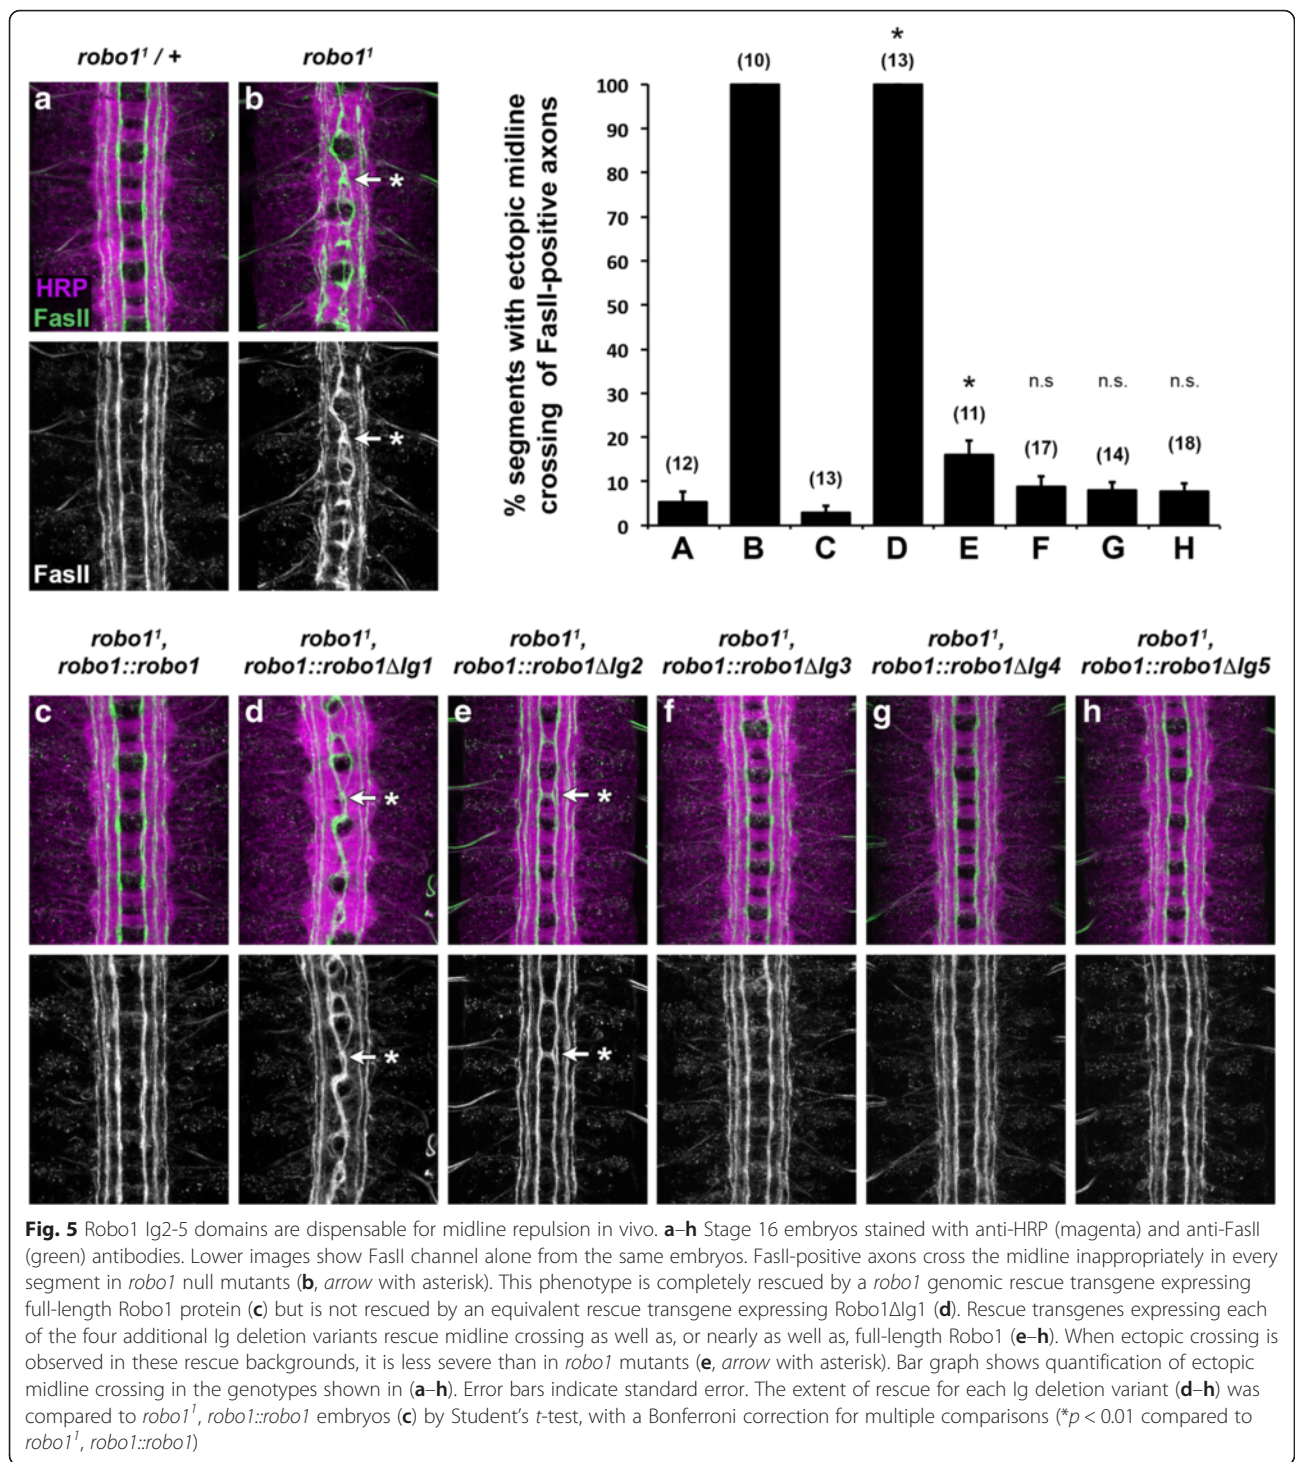 robo1¹ / +
robo1¹
a
b
*
HRP
FasII
*
FasII
% segments with ectopic midline
crossing of FasII-positive axons
100
90
80
70
60
50
40
30
20
10
0
(12)
(10)
(13)
*
(13)
*
(11)
n.s
(17)
n.s.
(14)
n.s.
(18)
A
B
C
D
E
F
G
H
robo1¹,
robo1::robo1
robo1¹,
robo1::robo1ΔIg1
robo1¹,
robo1::robo1ΔIg2
robo1¹,
robo1::robo1ΔIg3
robo1¹,
robo1::robo1ΔIg4
robo1¹,
robo1::robo1ΔIg5
c
d
e
f
g
h
*
*
*
*
Fig. 5 Robo1 Ig2-5 domains are dispensable for midline repulsion in vivo. a–h Stage 16 embryos stained with anti-HRP (magenta) and anti-FasII
(green) antibodies. Lower images show FasII channel alone from the same embryos. FasII-positive axons cross the midline inappropriately in every
segment in robo1 null mutants (b, arrow with asterisk). This phenotype is completely rescued by a robo1 genomic rescue transgene expressing
full-length Robo1 protein (c) but is not rescued by an equivalent rescue transgene expressing Robo1ΔIg1 (d). Rescue transgenes expressing each
of the four additional Ig deletion variants rescue midline crossing as well as, or nearly as well as, full-length Robo1 (e–h). When ectopic crossing is
observed in these rescue backgrounds, it is less severe than in robo1 mutants (e, arrow with asterisk). Bar graph shows quantification of ectopic
midline crossing in the genotypes shown in (a–h). Error bars indicate standard error. The extent of rescue for each Ig deletion variant (d–h) was
compared to robo1¹, robo1::robo1 embryos (c) by Student's t-test, with a Bonferroni correction for multiple comparisons (*p < 0.01 compared to
robo1¹, robo1::robo1)